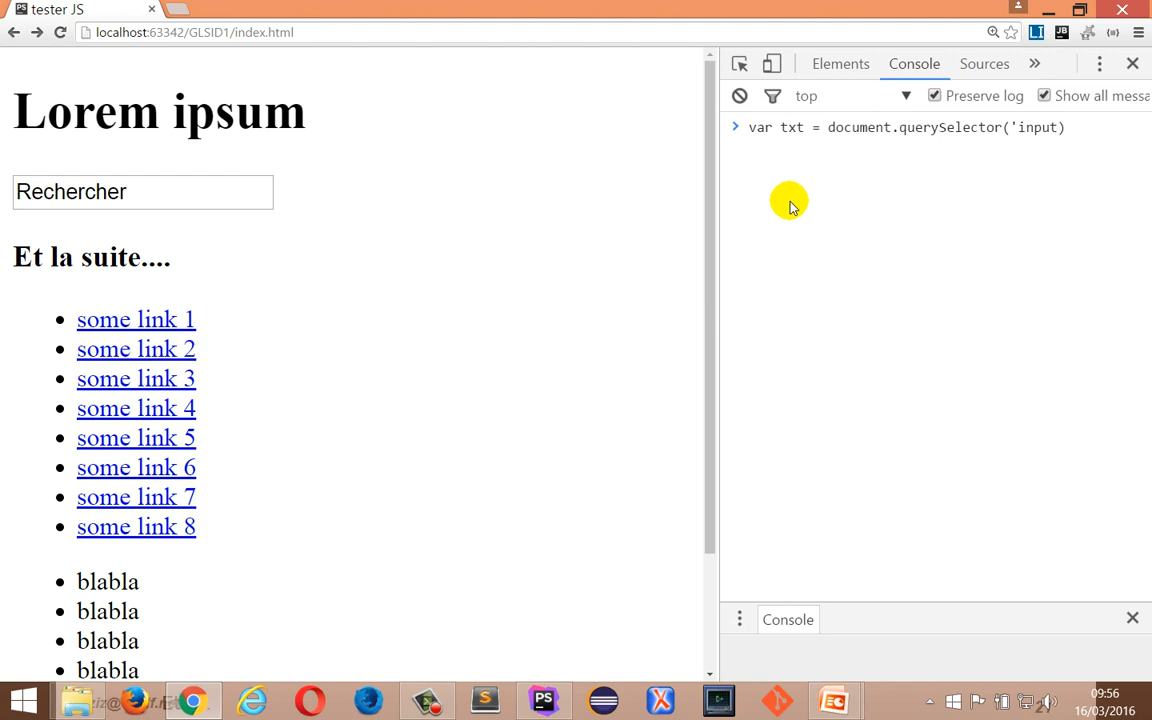 tester JS
localhost:63342/GLSID1/index.html
Elements Console Sources
top Preserve log Show all messa
var txt = document.querySelector('input)
Lorem ipsum
Rechercher
Et la suite....
some link 1
some link 2
some link 3
some link 4
some link 5
some link 6
some link 7
some link 8
blabla
blabla
blabla
blabla
Console
09:56
16/03/2016